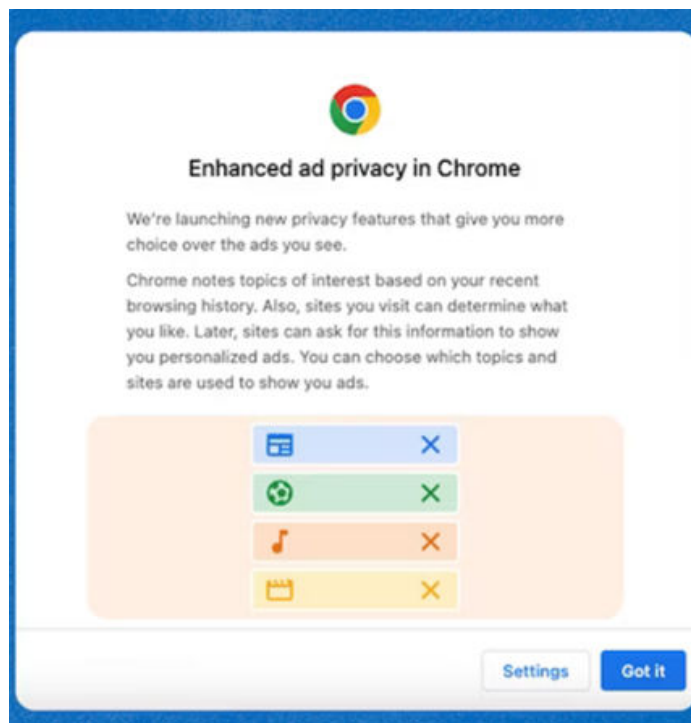 Enhanced ad privacy in Chrome
We're launching new privacy features that give you more
choice over the ads you see.
Chrome notes topics of interest based on your recent
browsing history. Also, sites you visit can determine what
you like. Later, sites can ask for this information to show
you personalized ads. You can choose which topics and
sites are used to show you ads.
Settings
Got it